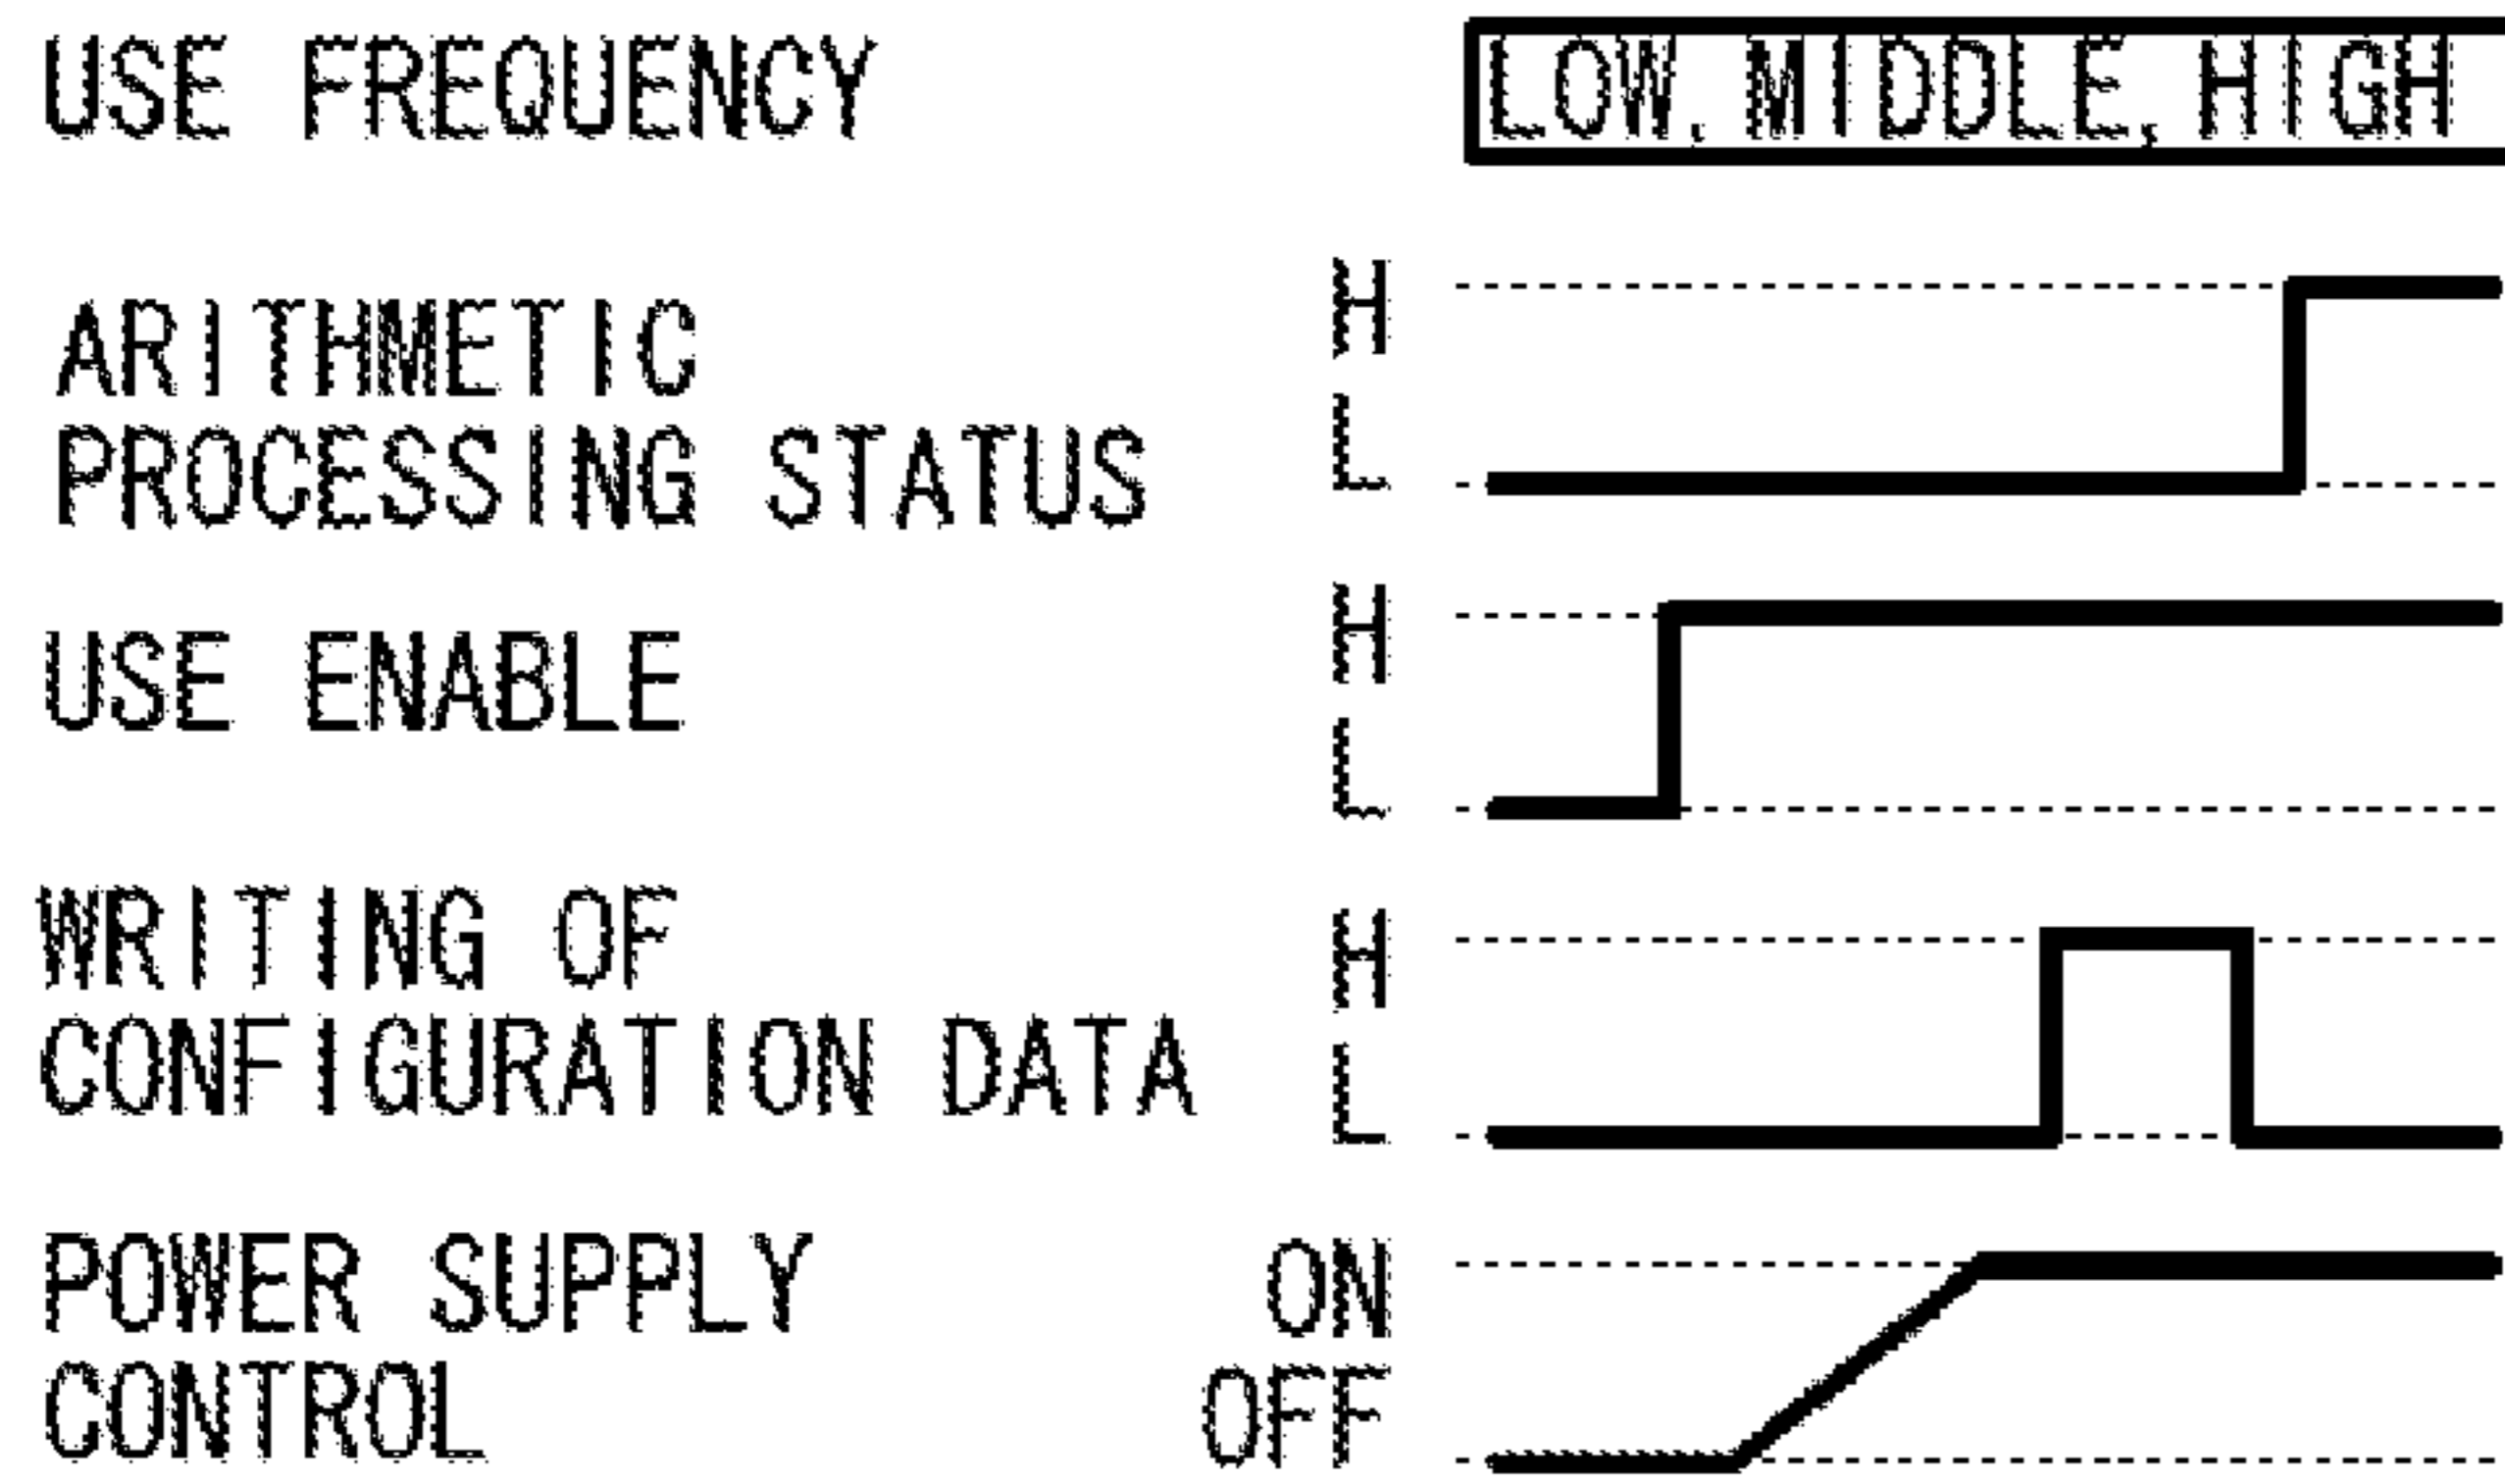 USE FREQUENCY
LOW, MIDDLE, HIGH
ARITHMETIC
PROCESSING STATUS
H
L
USE ENABLE
H
L
WRITING OF
CONFIGURATION DATA
H
L
POWER SUPPLY
CONTROL
ON
OFF